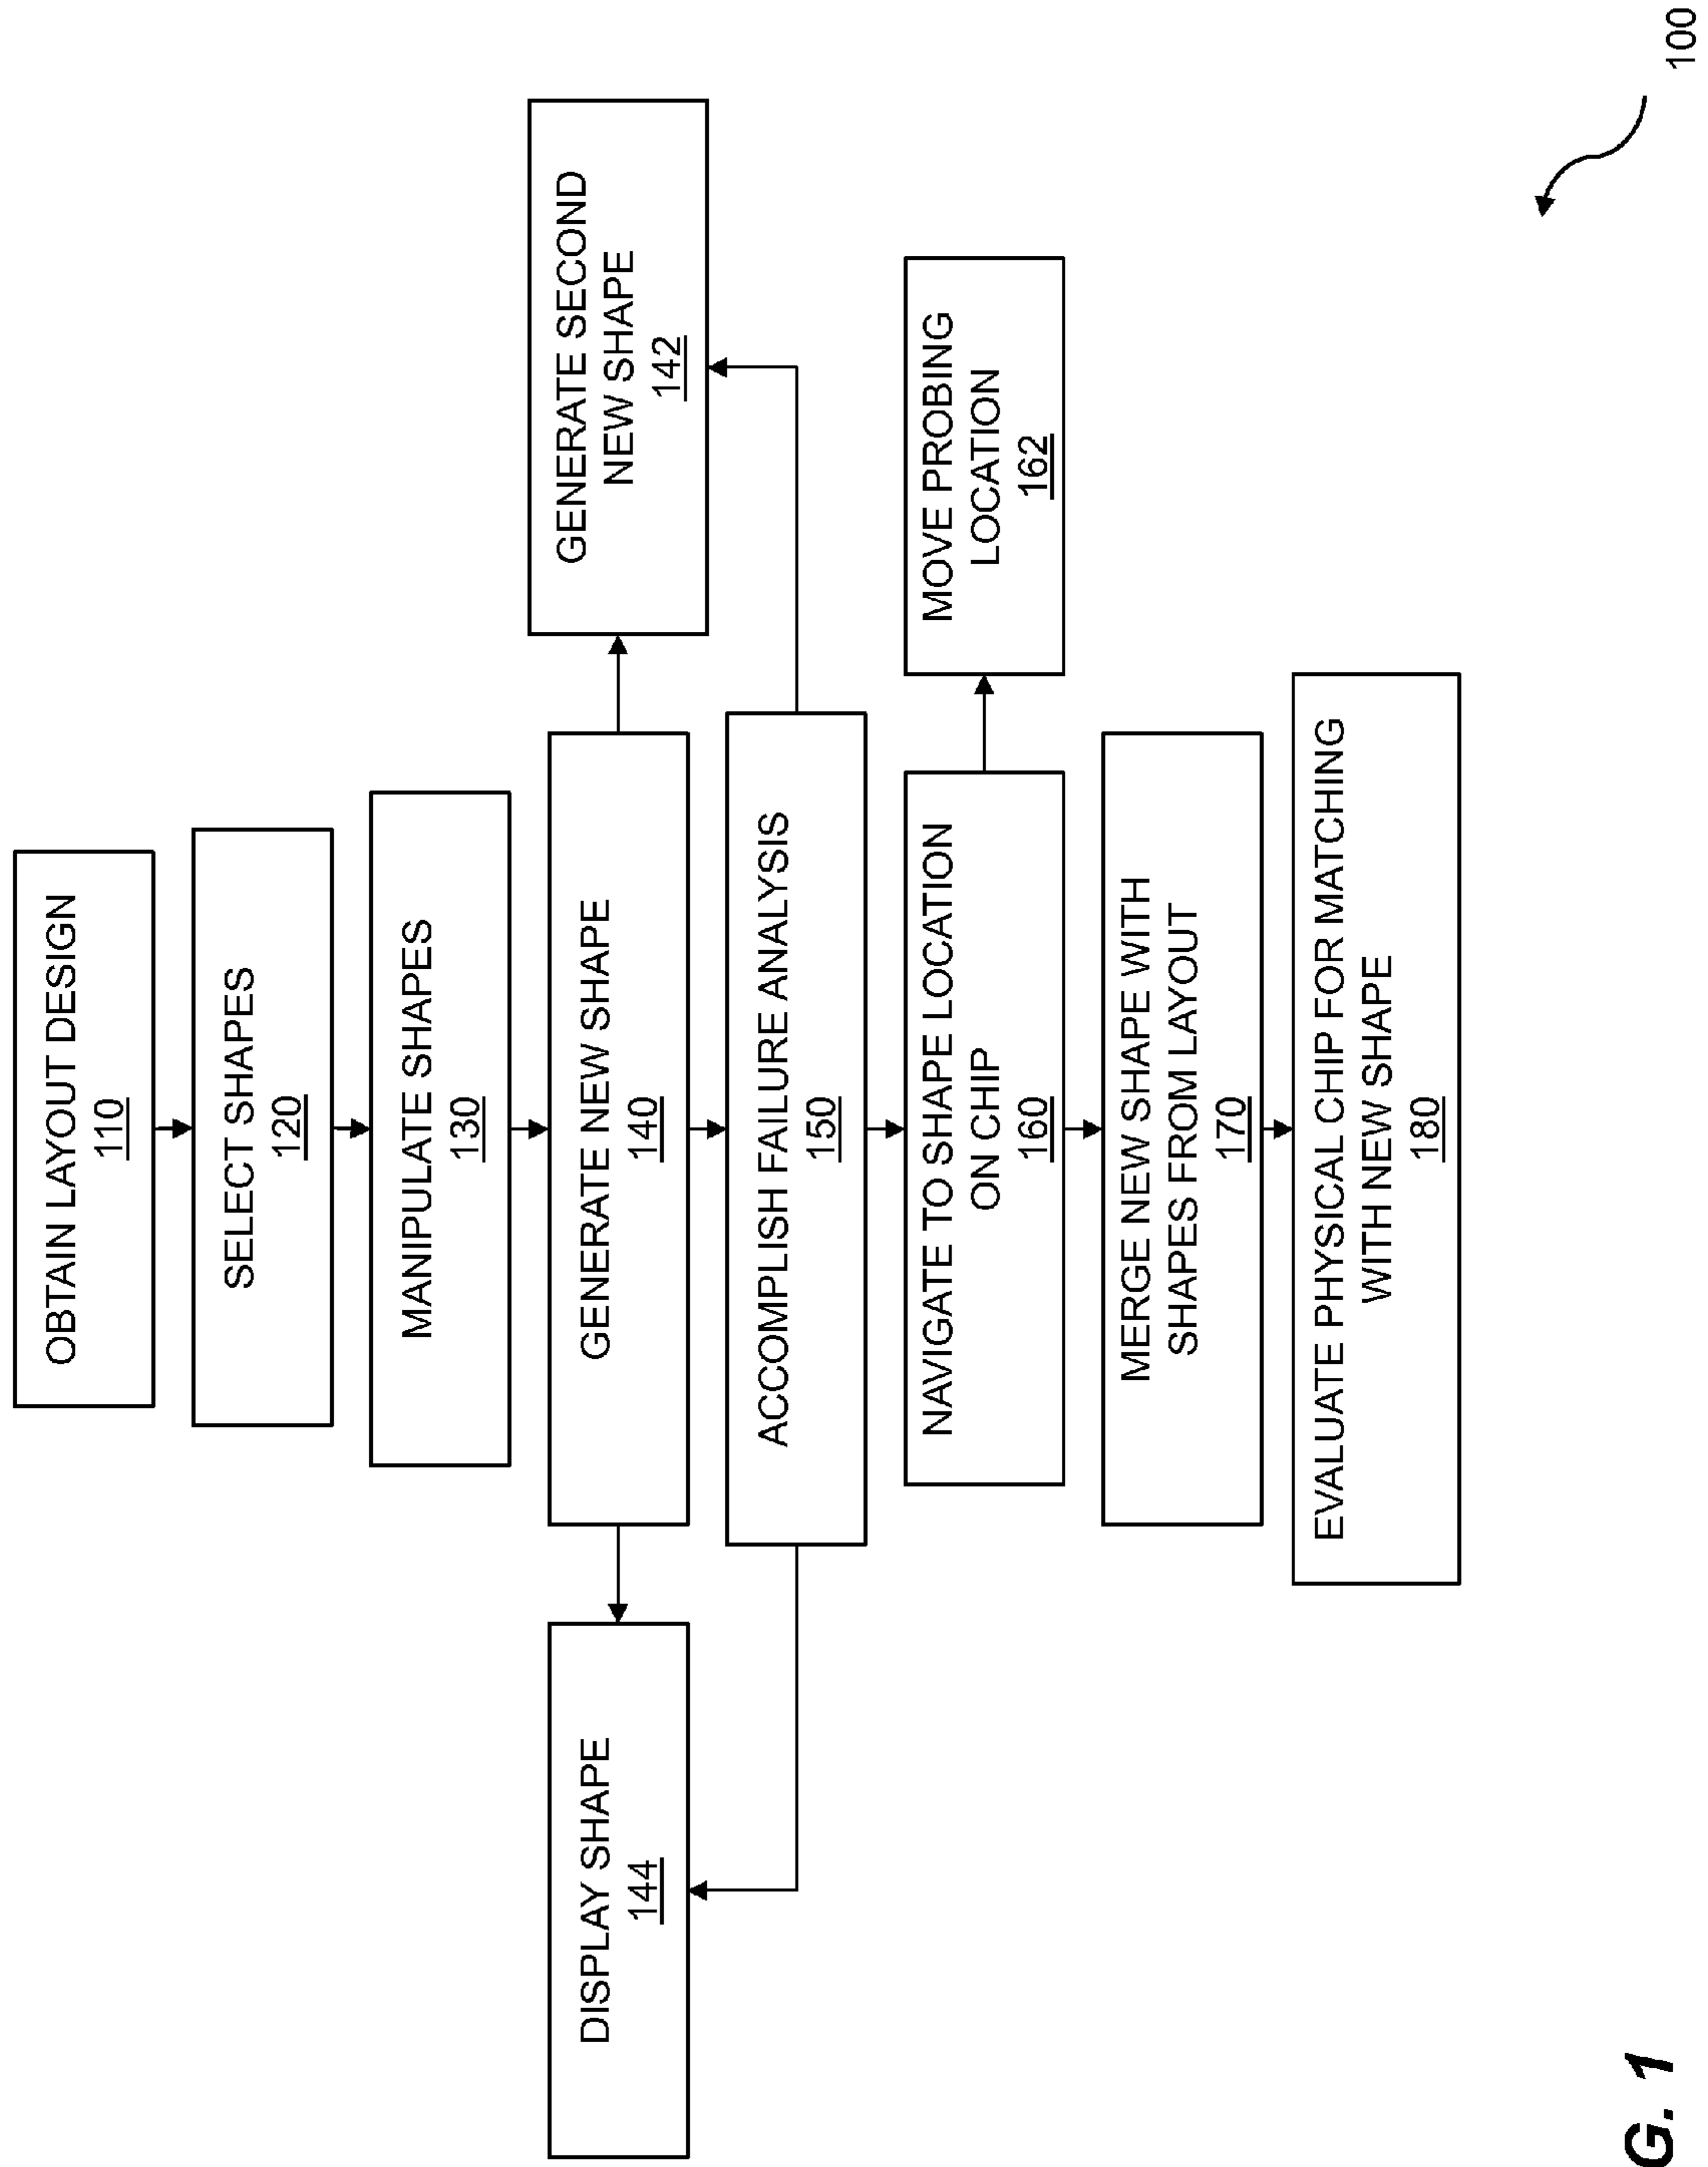 OBTAIN LAYOUT DESIGN
110
SELECT SHAPES
120
MANIPULATE SHAPES
130
GENERATE NEW SHAPE
140
GENERATE SECOND
NEW SHAPE
142
DISPLAY SHAPE
144
ACCOMPLISH FAILURE ANALYSIS
150
NAVIGATE TO SHAPE LOCATION
ON CHIP
160
MOVE PROBING
LOCATION
162
MERGE NEW SHAPE WITH
SHAPES FROM LAYOUT
170
EVALUATE PHYSICAL CHIP FOR MATCHING
WITH NEW SHAPE
180
100
G. 1